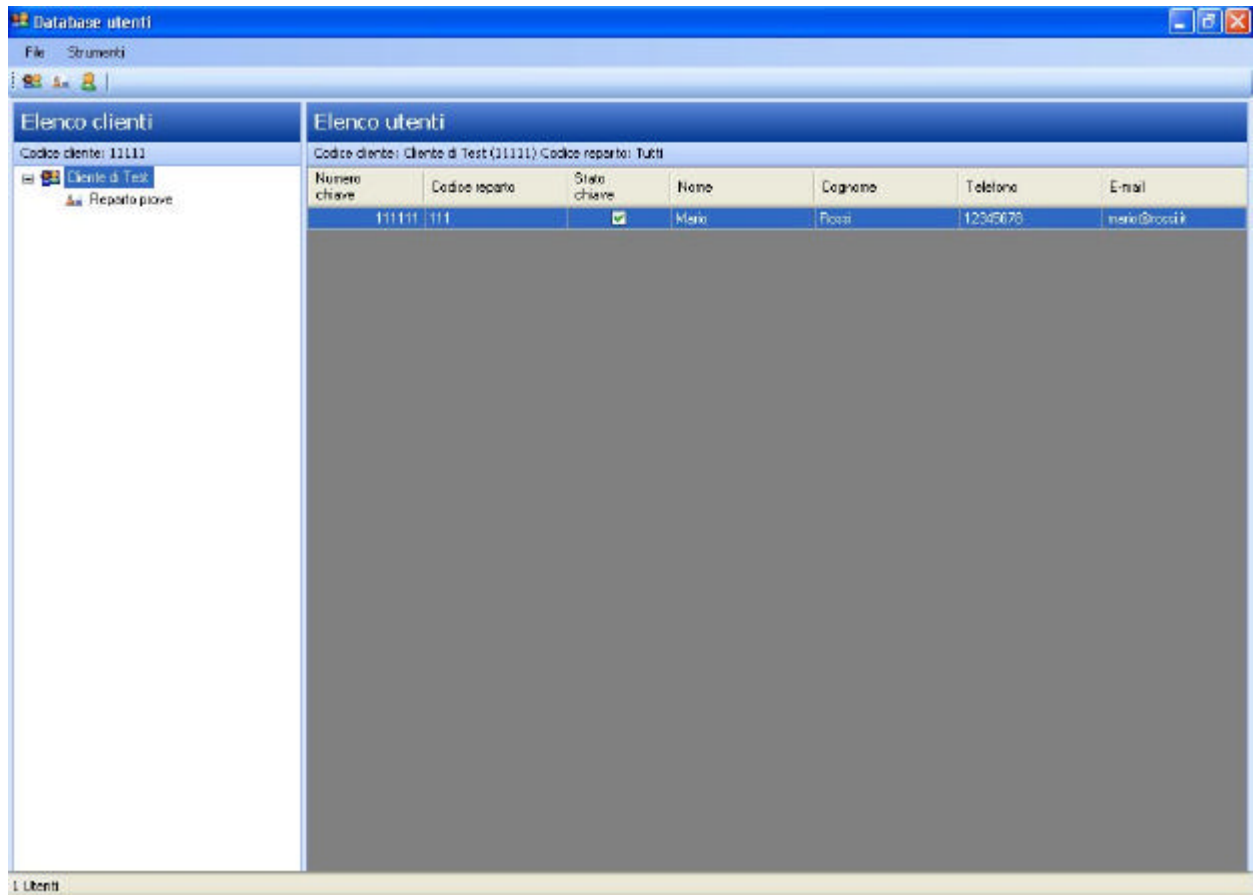 Database utenti
File Strumenti
Elenco clienti
Codice cliente: 11111
Cliente di Test
Reparto prove
Elenco utenti
Codice cliente: Cliente di Test (11111) Codice reparto: Tutti
Numero chiave Codice reparto Stato chiave Nome Cognome Telefono E-mail
111111 111 Mario Rossi 12345678 mario@rossi.it
1 Utenti